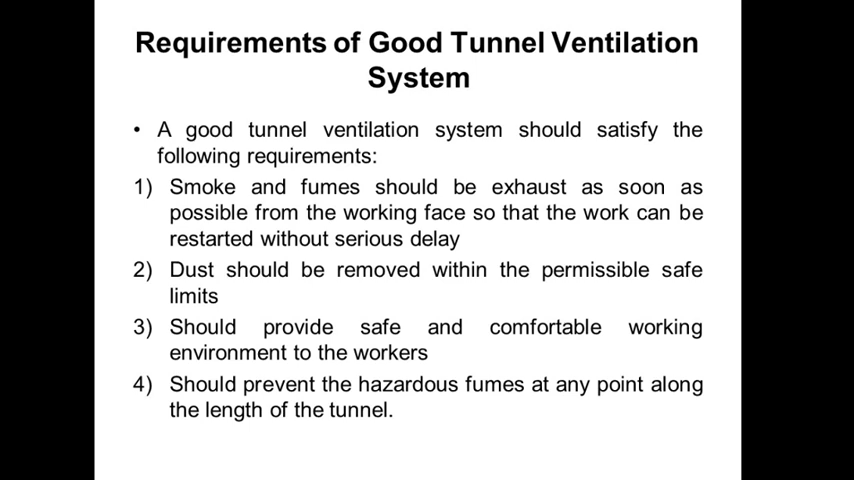 Requirements of Good Tunnel Ventilation
System
• A good tunnel ventilation system should satisfy the
following requirements:
1) Smoke and fumes should be exhaust as soon as
possible from the working face so that the work can be
restarted without serious delay
2) Dust should be removed within the permissible safe
limits
3) Should provide safe and comfortable working
environment to the workers
4) Should prevent the hazardous fumes at any point along
the length of the tunnel.